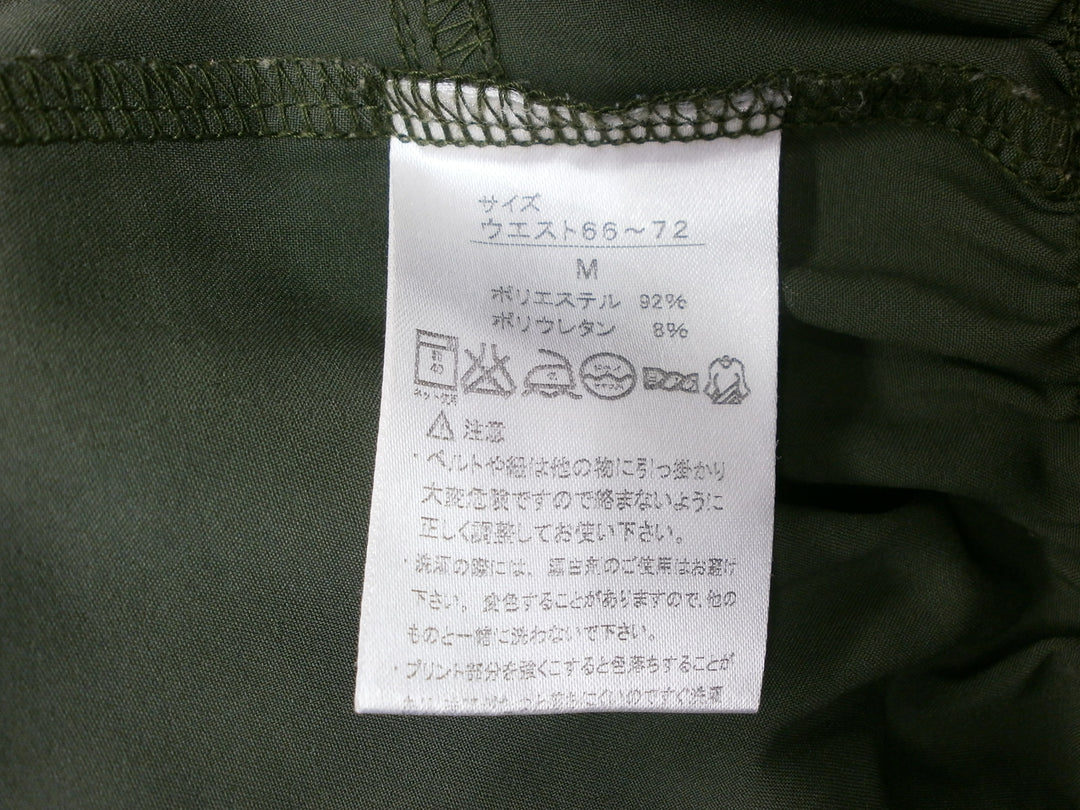 サイズ
ウエスト66～72
M
ポリエステル 92%
ポリウレタン 8%
40
注意
・ベルトや紐は他の物に引っ掛かり
大変危険ですので絡まないように
正しく調整してお使い下さい。
・洗濯の際には、漂白剤のご使用はお避け
下さい。変色することがありますので、他の
ものと一緒に洗わないで下さい。
・プリント部分を強くこすると色落ちすることが